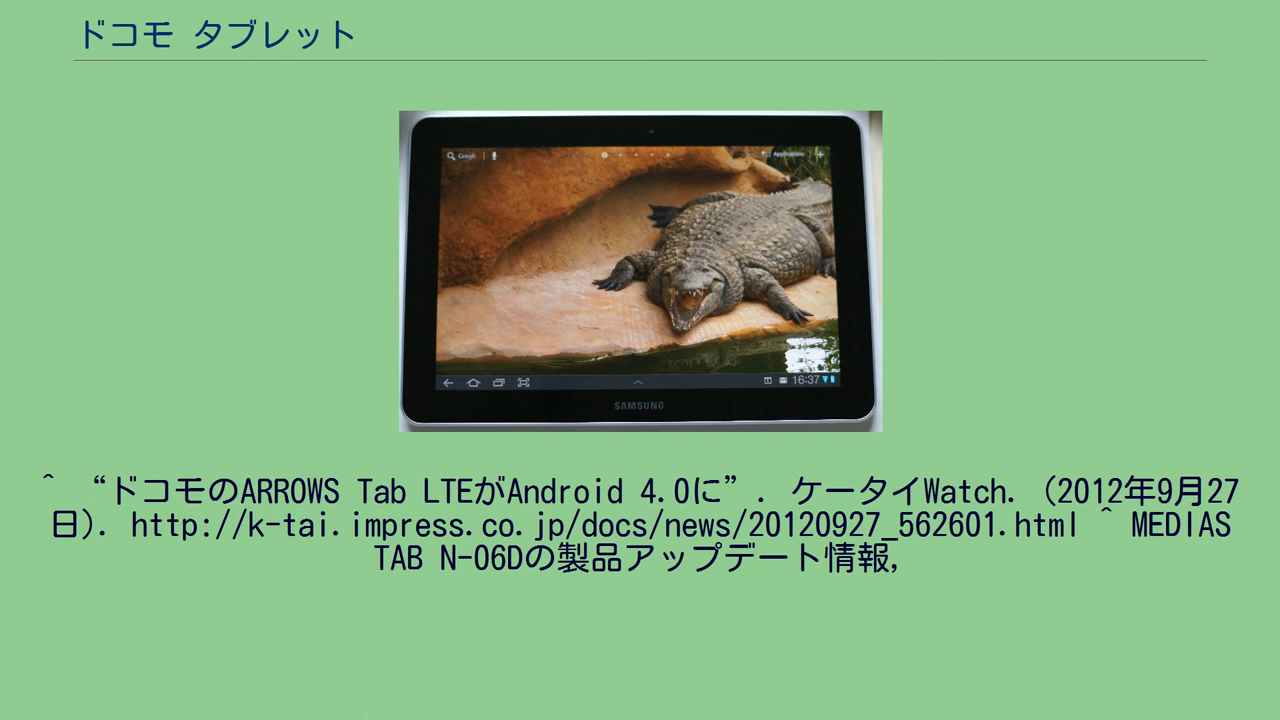 ドコモ タブレット
Google
Applications
16:37
SAMSUNG
^ “ドコモのARROWS Tab LTEがAndroid 4.0に”. ケータイWatch. (2012年9月27
日). http://k-tai.impress.co.jp/docs/news/20120927_562601.html ^ MEDIAS
TAB N-06Dの製品アップデート情報,